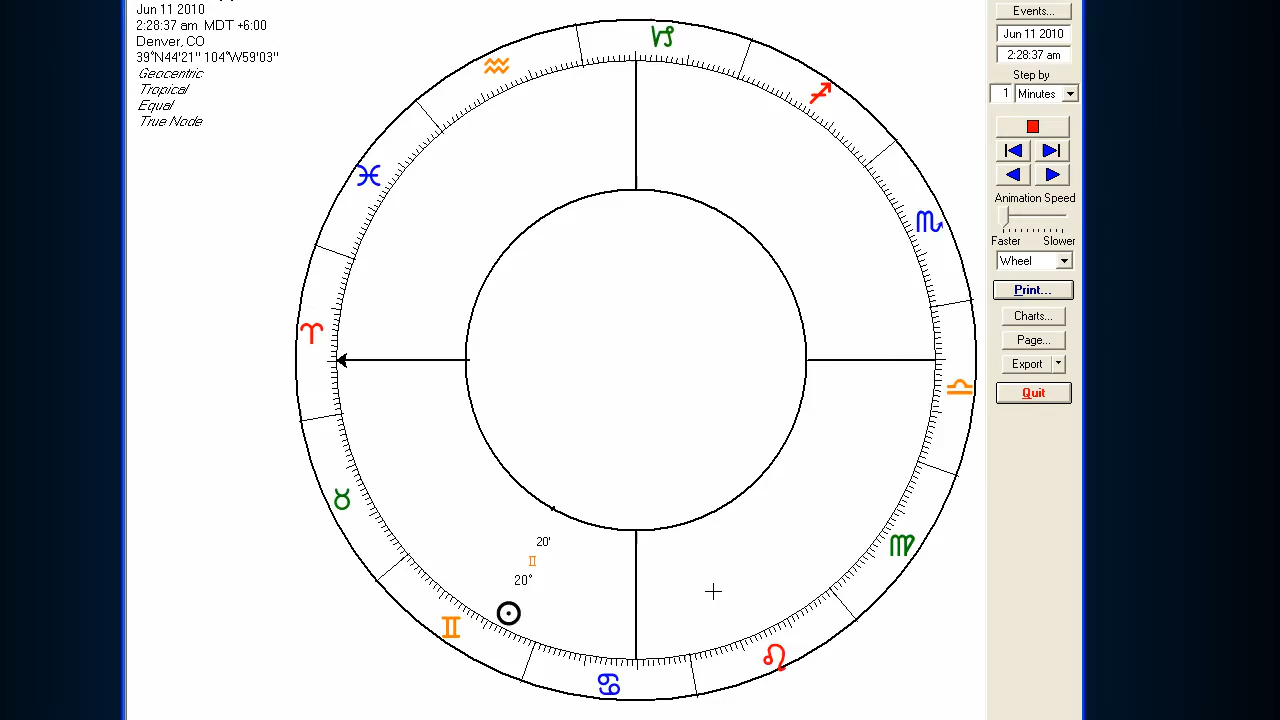 Jun 11 2010
2:28:37 am MDT +6:00
Denver, CO
39°N44'21" 104°W59'03"
Geocentric
Tropical
Equal
True Node
♑
♒
♐
♓
♏
♈
♎
♉
♍
20'
♊
20°
♊
♌
♋
Events...
Jun 11 2010
2:28:37 am
Step by
1 Minutes
Animation Speed
Faster Slower
Wheel
Print...
Charts...
Page...
Export
Quit